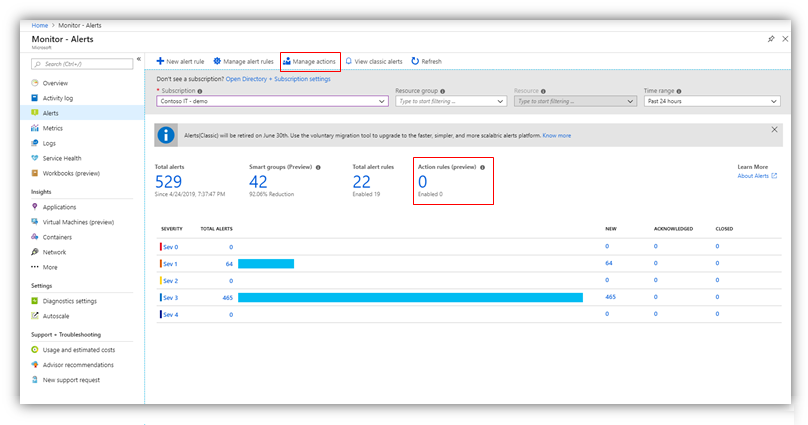 Home > Monitor - Alerts
Monitor - Alerts
Microsoft
Search (Ctrl+/)
Overview
Activity log
Alerts
Metrics
Logs
Service Health
Workbooks (preview)
Insights
Applications
Virtual Machines (preview)
Containers
Network
More
Settings
Diagnostics settings
Autoscale
Support + Troubleshooting
Usage and estimated costs
Advisor recommendations
New support request
New alert rule Manage alert rules Manage actions View classic alerts Refresh
Don't see a subscription? Open Directory + Subscription settings
* Subscription Resource group Resource Time range
Contoso IT - demo Type to start filtering ... Type to start filtering ... Past 24 hours
Alerts(Classic) will be retired on June 30th. Use the voluntary migration tool to upgrade to the faster, simpler, and more scalable alerts platform. Know more
Total alerts Smart groups (Preview) Total alert rules Action rules (preview) Learn More
529 42 22 0 About Alerts
Since 4/24/2019, 7:37:47 PM 92.06% Reduction Enabled 19 Enabled 0
SEVERITY TOTAL ALERTS NEW ACKNOWLEDGED CLOSED
Sev 0 0 0 0 0
Sev 1 64 64 0 0
Sev 2 0 0 0 0
Sev 3 465 465 0 0
Sev 4 0 0 0 0